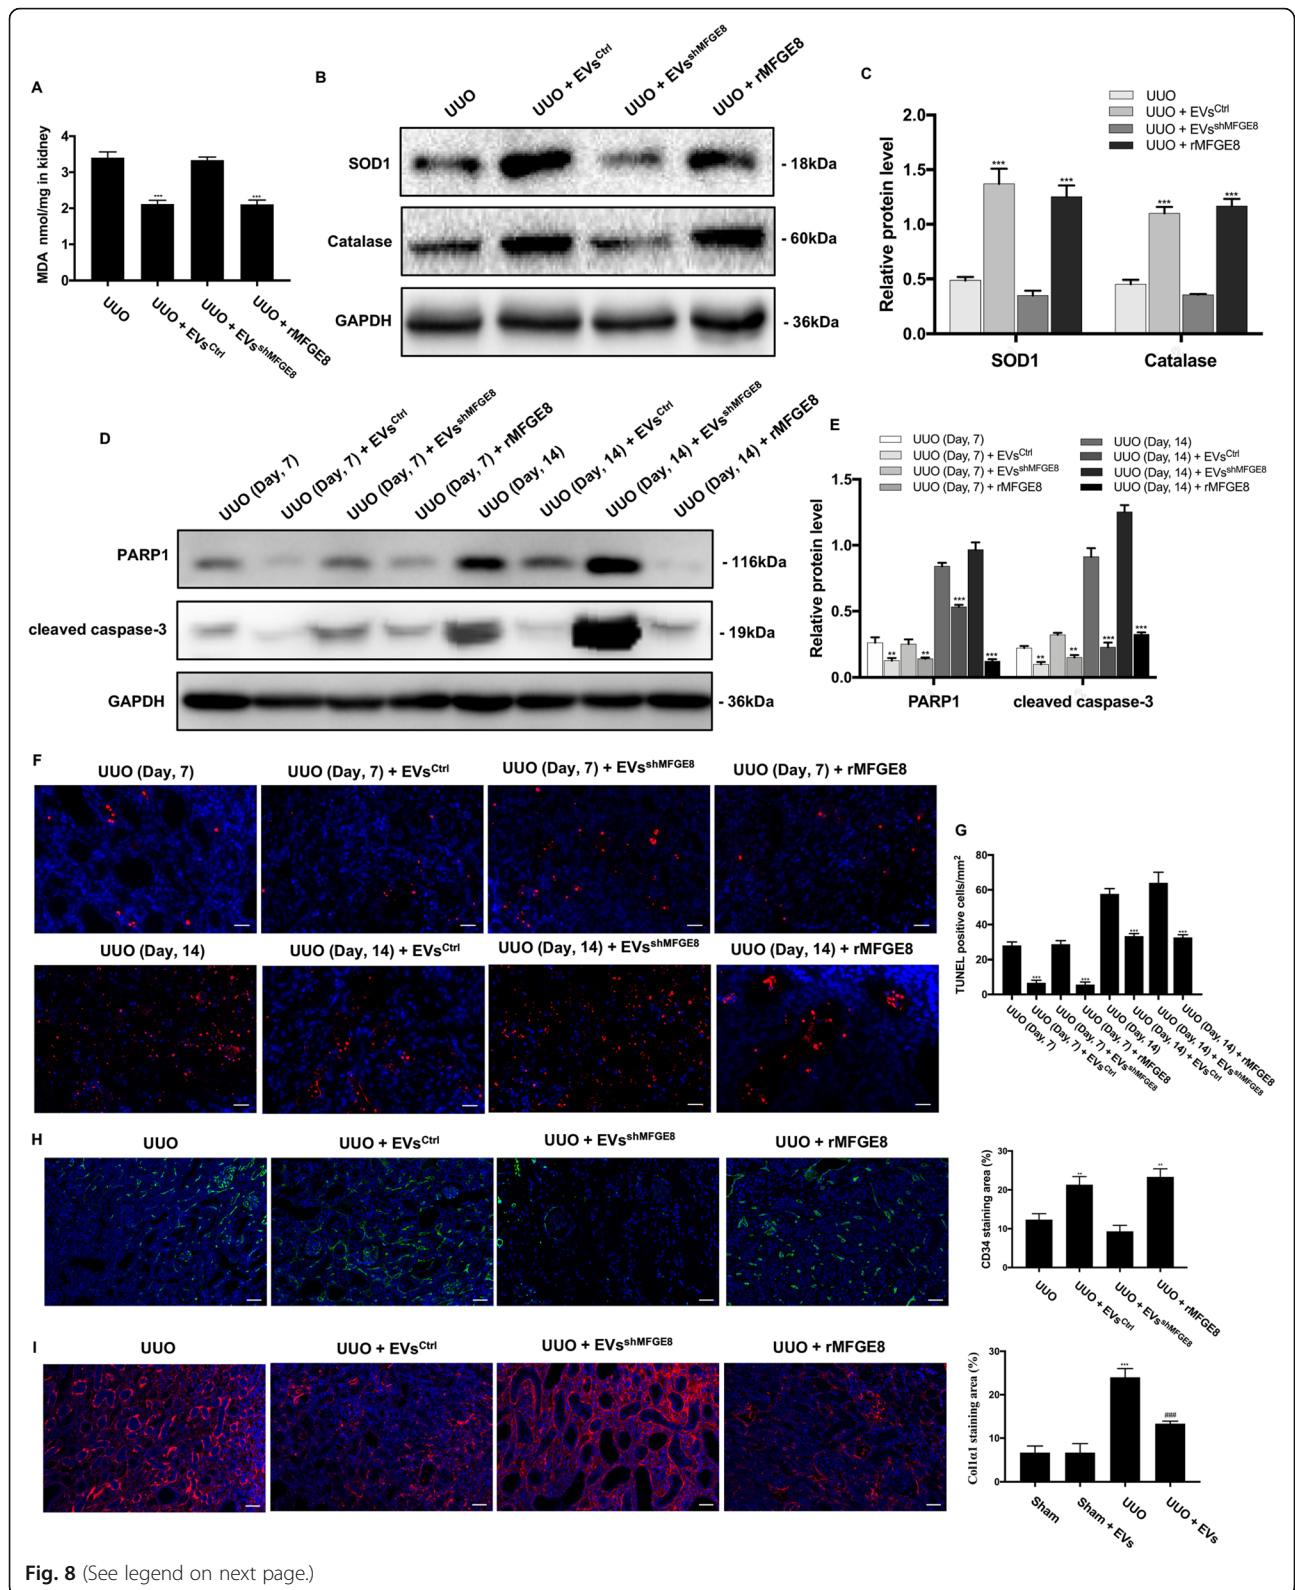 A
MDA nmol/mg in kidney
4
3
2
1
0
***
***
UUO
UUO + EVsCtrl
UUO + EVsshMFGE8
UUO + rMFGE8
B
UUO
UUO + EVsCtrl
UUO + EVsshMFGE8
UUO + rMFGE8
SOD1
- 18kDa
Catalase
- 60kDa
GAPDH
- 36kDa
C
UUO
UUO + EVsCtrl
UUO + EVsshMFGE8
UUO + rMFGE8
Relative protein level
2.0
1.5
1.0
0.5
0.0
***
***
***
***
SOD1
Catalase
D
UUO (Day, 7)
UUO (Day, 7) + EVsCtrl
UUO (Day, 7) + EVsshMFGE8
UUO (Day, 7) + rMFGE8
UUO (Day, 14)
UUO (Day, 14) + EVsCtrl
UUO (Day, 14) + EVsshMFGE8
UUO (Day, 14) + rMFGE8
PARP1
- 116kDa
cleaved caspase-3
- 19kDa
GAPDH
- 36kDa
E
UUO (Day, 7)
UUO (Day, 7) + EVsCtrl
UUO (Day, 7) + EVsshMFGE8
UUO (Day, 7) + rMFGE8
UUO (Day, 14)
UUO (Day, 14) + EVsCtrl
UUO (Day, 14) + EVsshMFGE8
UUO (Day, 14) + rMFGE8
Relative protein level
1.5
1.0
0.5
0.0
**
**
***
***
**
**
***
***
PARP1
cleaved caspase-3
F
UUO (Day, 7)
UUO (Day, 7) + EVsCtrl
UUO (Day, 7) + EVsshMFGE8
UUO (Day, 7) + rMFGE8
UUO (Day, 14)
UUO (Day, 14) + EVsCtrl
UUO (Day, 14) + EVsshMFGE8
UUO (Day, 14) + rMFGE8
G
TUNEL positive cells/mm2
80
60
40
20
0
***
***
***
***
UUO (Day, 7)
UUO (Day, 7) + EVsCtrl
UUO (Day, 7) + EVsshMFGE8
UUO (Day, 7) + rMFGE8
UUO (Day, 14)
UUO (Day, 14) + EVsCtrl
UUO (Day, 14) + EVsshMFGE8
UUO (Day, 14) + rMFGE8
H
UUO
UUO + EVsCtrl
UUO + EVsshMFGE8
UUO + rMFGE8
CD34 staining area (%)
30
20
10
0
**
**
UUO
UUO + EVsCtrl
UUO + EVsshMFGE8
UUO + rMFGE8
I
UUO
UUO + EVsCtrl
UUO + EVsshMFGE8
UUO + rMFGE8
Col1α1 staining area (%)
30
20
10
0
***
###
Sham
Sham + EVs
UUO
UUO + EVs
Fig. 8 (See legend on next page.)